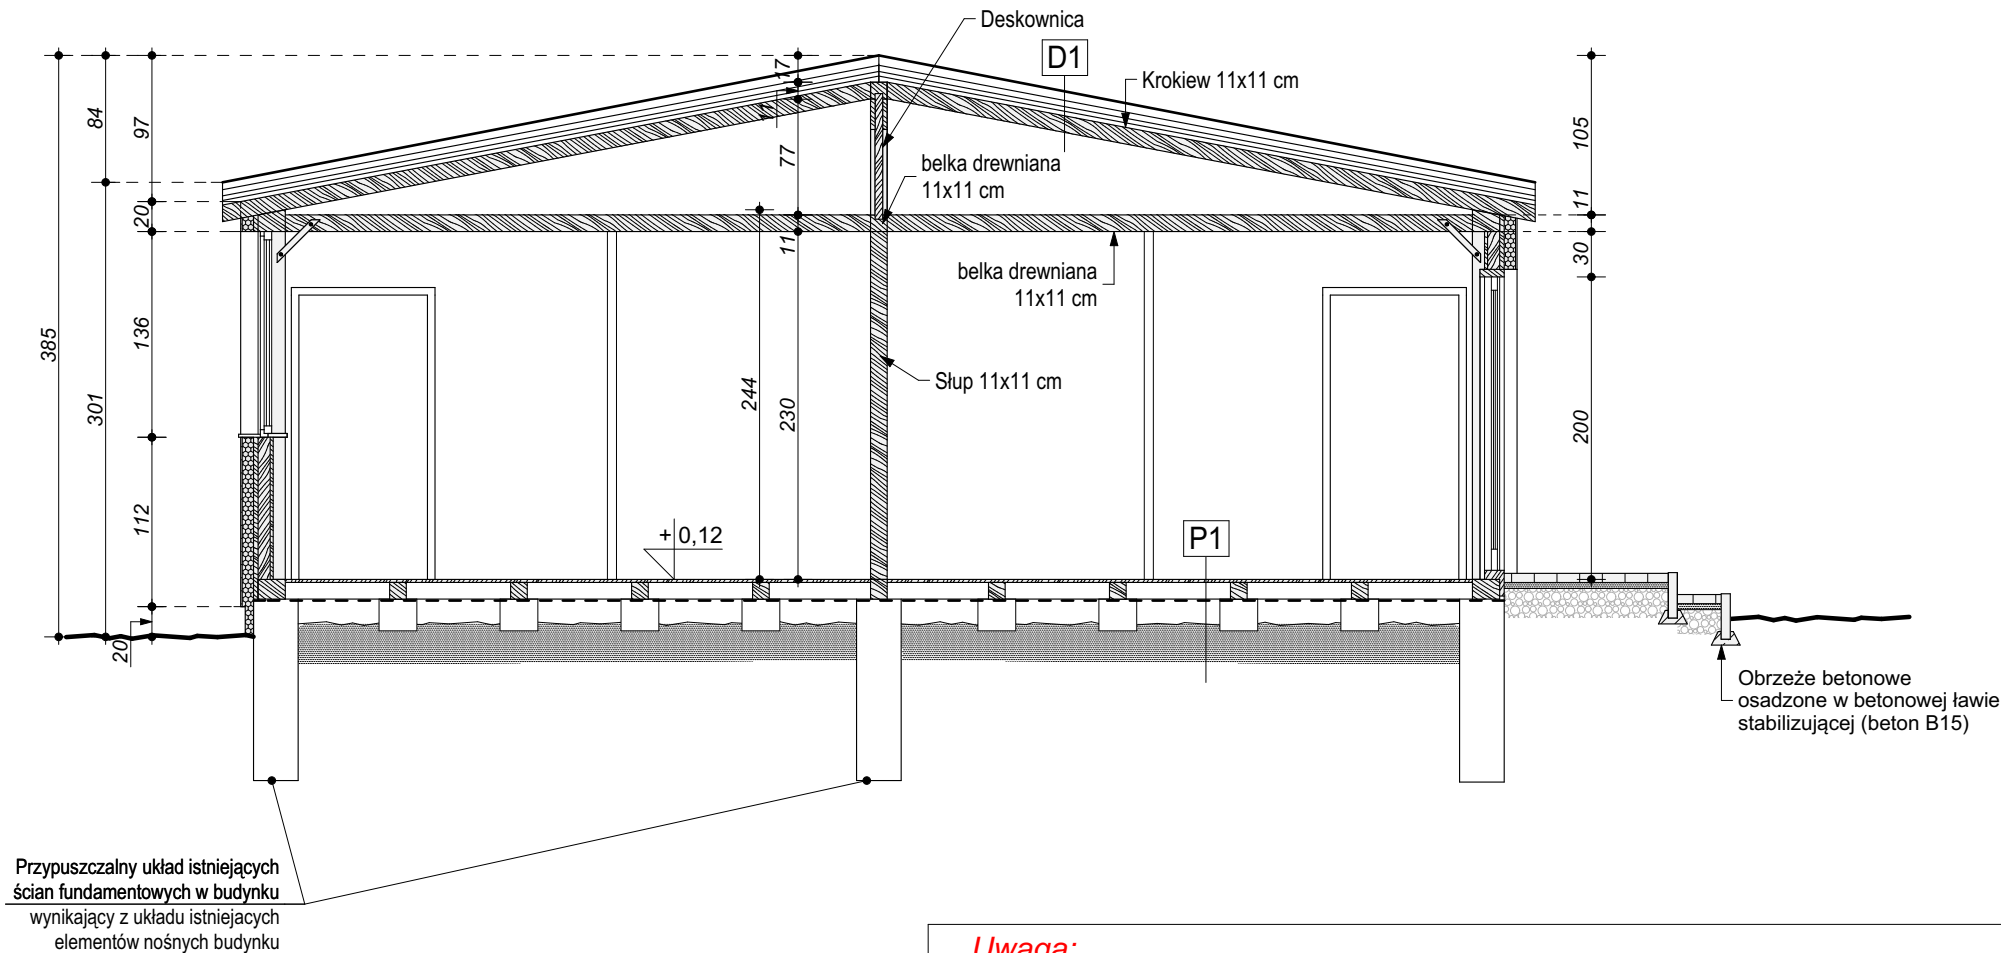 Deskownica
D1
Krokiew 11x11 cm
17
11
77
11
84
97
20
105
11
30
belka drewniana
11x11 cm
belka drewniana
11x11 cm
385
301
136
112
20
244
230
200
Słup 11x11 cm
+ 0,12
P1
Obrzeże betonowe
osadzone w betonowej ławie
stabilizującej (beton B15)
Przypuszczalny układ istniejących
ścian fundamentowych w budynku
wynikający z układu istniejacych
elementów nośnych budynku
Uwaga: